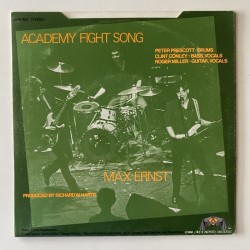 ACADEMY FIGHT SONG
PETER PRESCOTT·DRUMS
CLINT CONLEY·BASS, VOCALS
ROGER MILLER·GUITAR, VOCALS
MAX ERNST
PRODUCED BY RICHARD W. HARTE